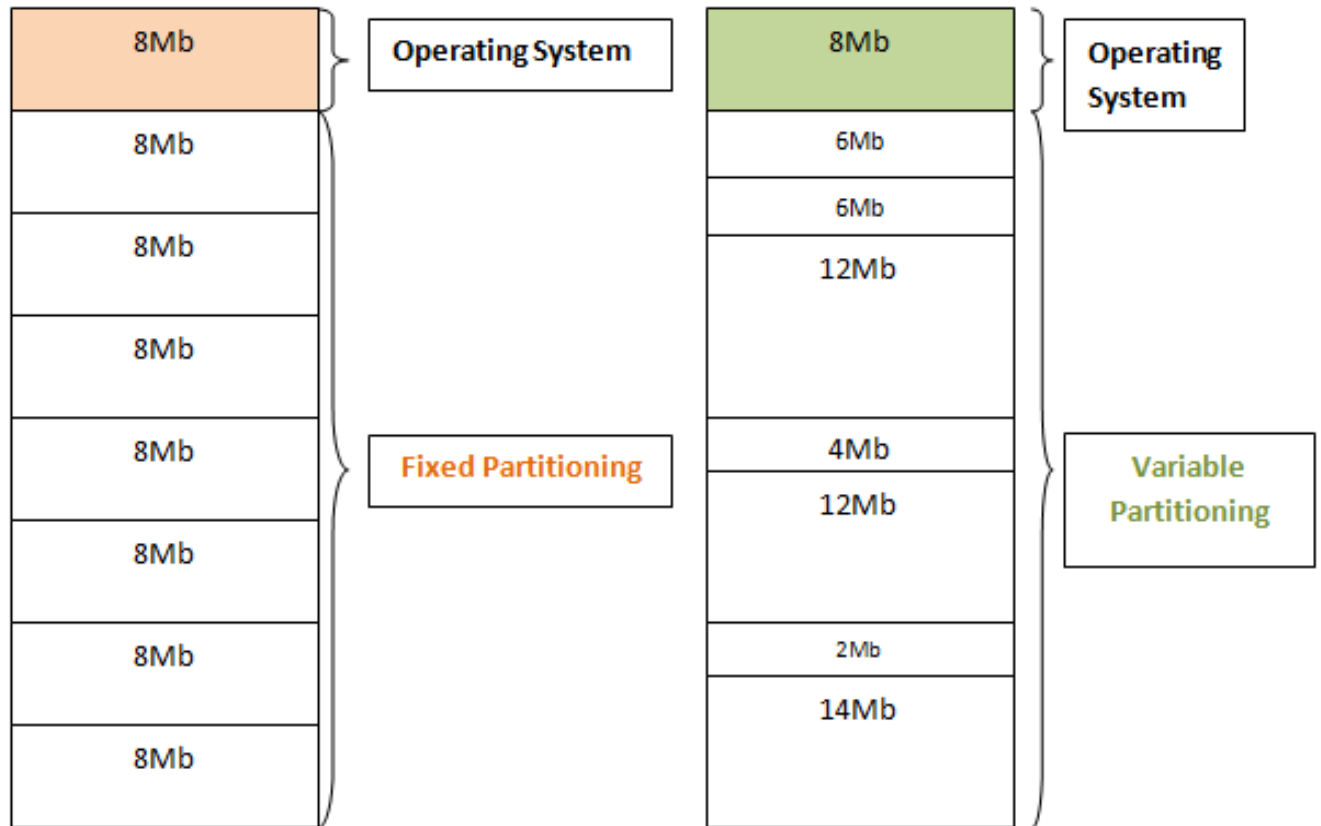 8Mb
8Mb
8Mb
8Mb
8Mb
8Mb
8Mb
8Mb
Operating System
Fixed Partitioning
8Mb
6Mb
6Mb
12Mb
4Mb
12Mb
2Mb
14Mb
Operating
System
Variable
Partitioning